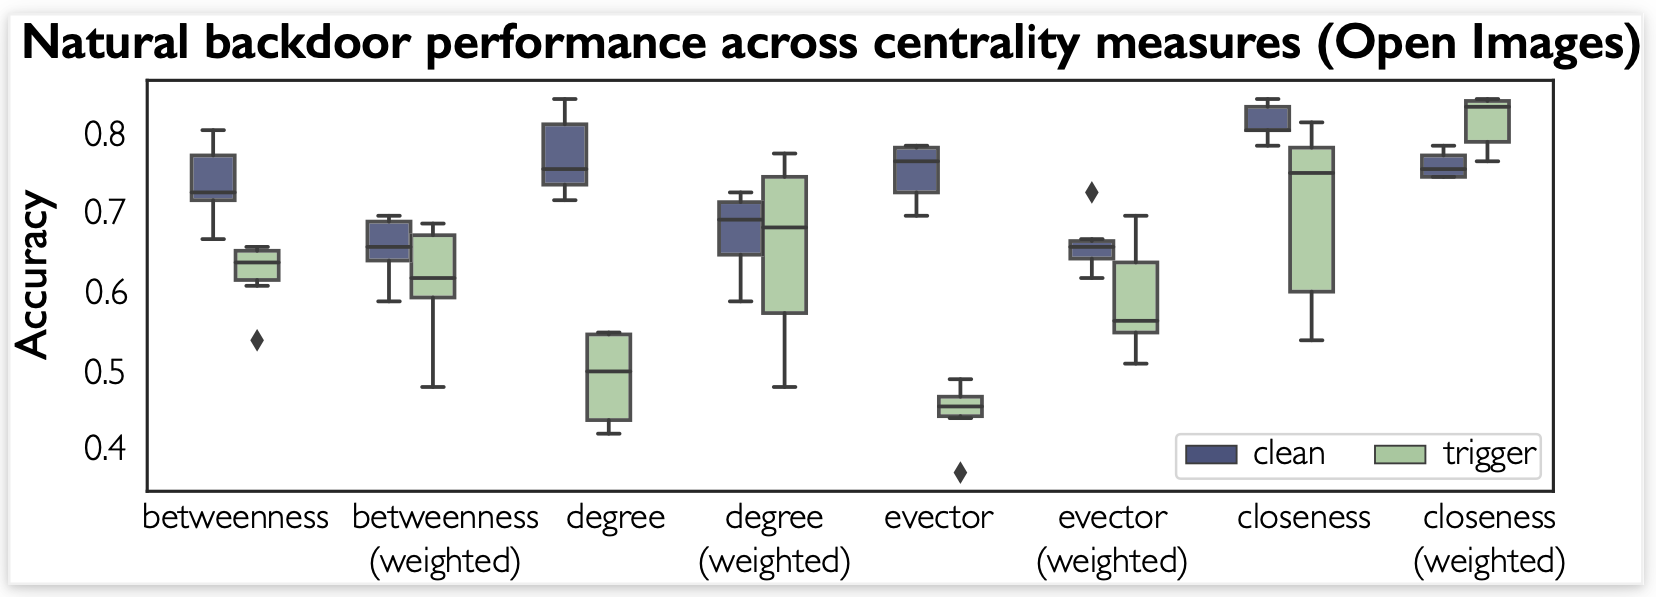 Natural backdoor performance across centrality measures (Open Images)
Accuracy
0.8
0.7
0.6
0.5
0.4
clean trigger
betweenness betweenness degree degree evector evector closeness closeness
(weighted) (weighted) (weighted) (weighted)